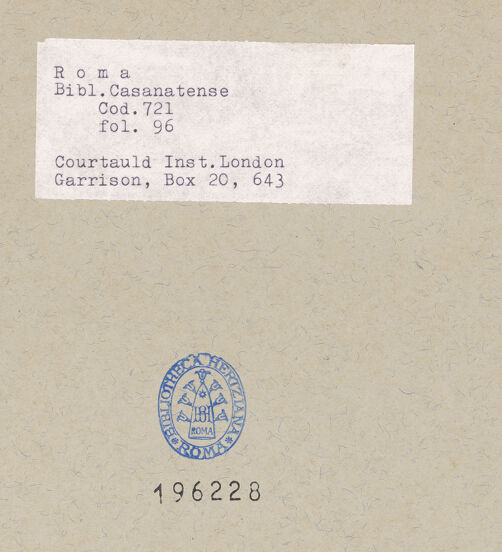 R o m a
Bibl.Casanatense
Cod.721
fol. 96
Courtauld Inst.London
Garrison, Box 20, 643
BIBLIOTHECA HERTZIANA
ROMA
ROMA
196228